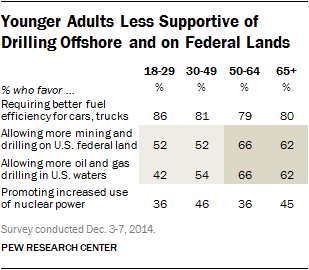 Younger Adults Less Supportive of
Drilling Offshore and on Federal Lands
18-29 30-49 50-64 65+
% who favor ... % % % %
Requiring better fuel
efficiency for cars, trucks 86 81 79 80
Allowing more mining and
drilling on U.S. federal land 52 52 66 62
Allowing more oil and gas
drilling in U.S. waters 42 54 66 62
Promoting increased use
of nuclear power 36 46 36 45
Survey conducted Dec. 3-7, 2014.
PEW RESEARCH CENTER